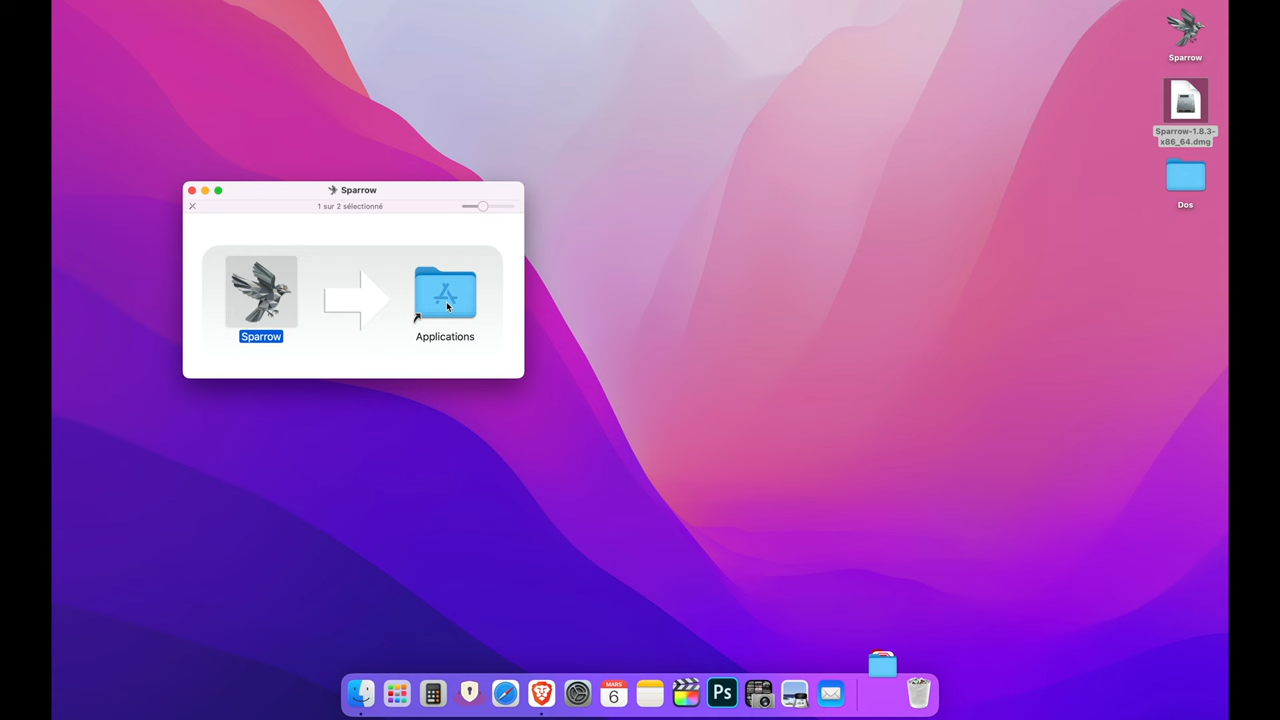 Sparrow
1 sur 2 sélectionné
Sparrow
Applications
Sparrow
Sparrow-1.8.3-
x86_64.dmg
Dos
MARS
6
Ps